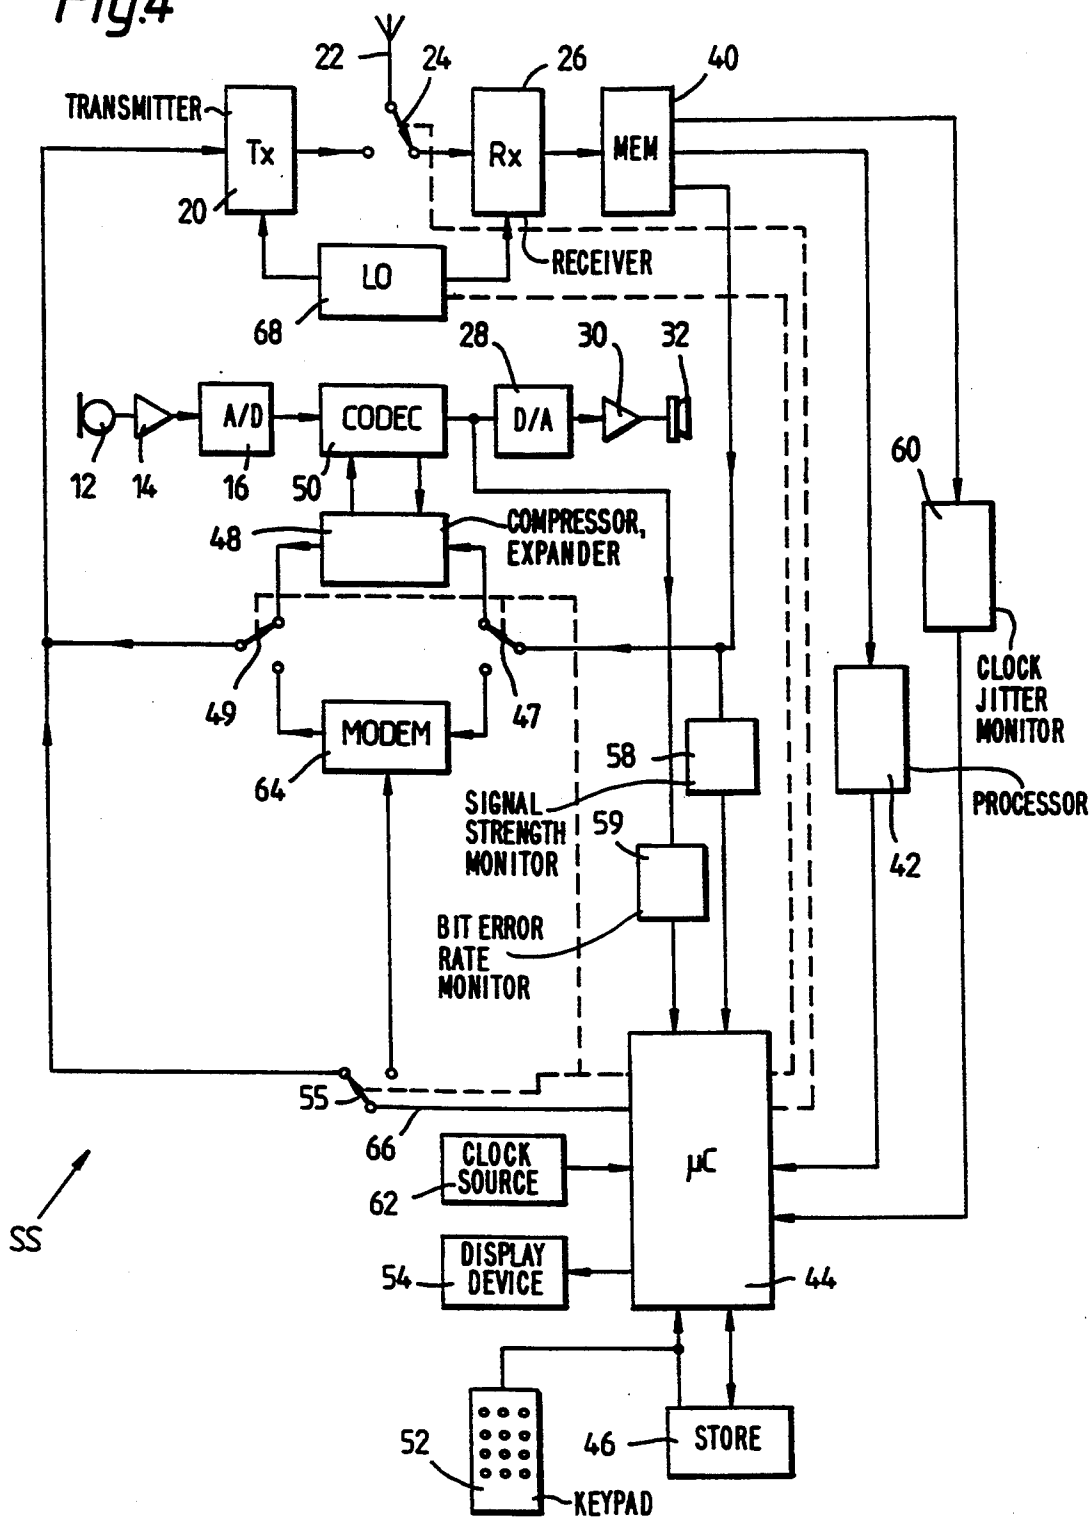 Fig.4
22
24
26
40
TRANSMITTER
Tx
Rx
MEM
20
RECEIVER
LO
68
28
30
32
A/D
CODEC
D/A
12
14
16
50
60
48
COMPRESSOR,
EXPANDER
49
47
CLOCK
JITTER
MONITOR
MODEM
64
58
PROCESSOR
SIGNAL
STRENGTH
MONITOR
59
42
BIT ERROR
RATE
MONITOR
55
66
μC
CLOCK
SOURCE
62
SS
DISPLAY
DEVICE
54
44
52
46
STORE
KEYPAD